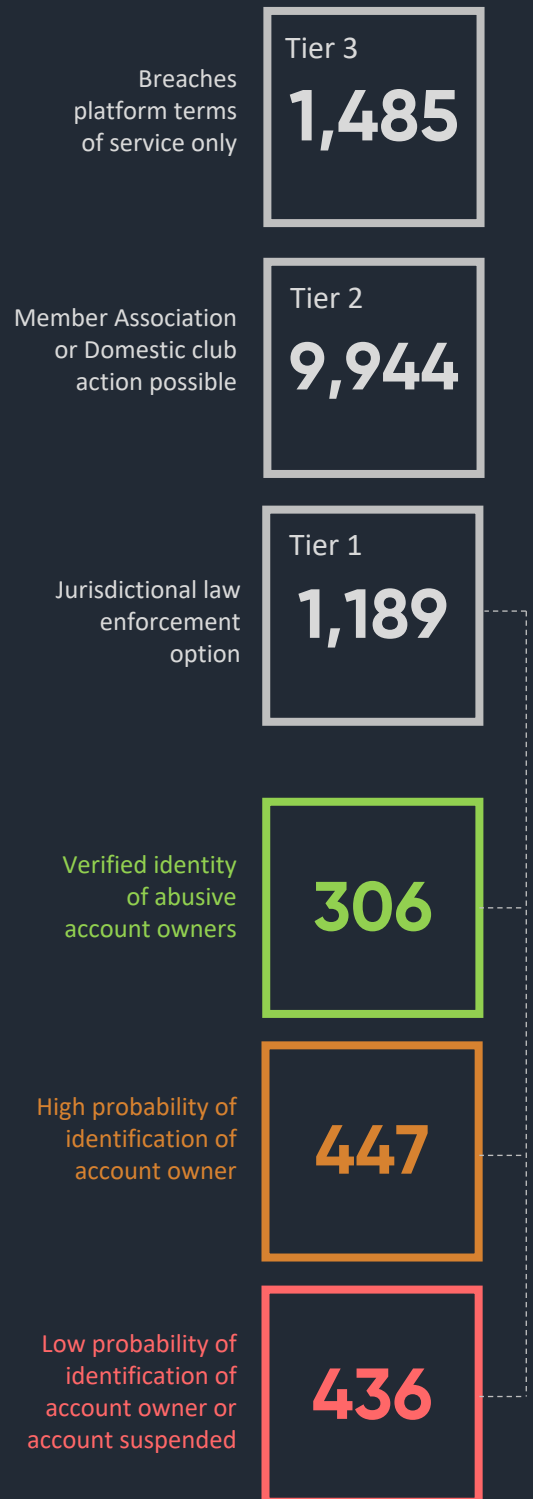 Breaches
platform terms
of service only
Tier 3
1,485
Member Association
or Domestic club
action possible
Tier 2
9,944
Jurisdictional law
enforcement
option
Tier 1
1,189
Verified identity
of abusive
account owners
306
High probability of
identification of
account owner
447
Low probability of
identification of
account owner or
account suspended
436